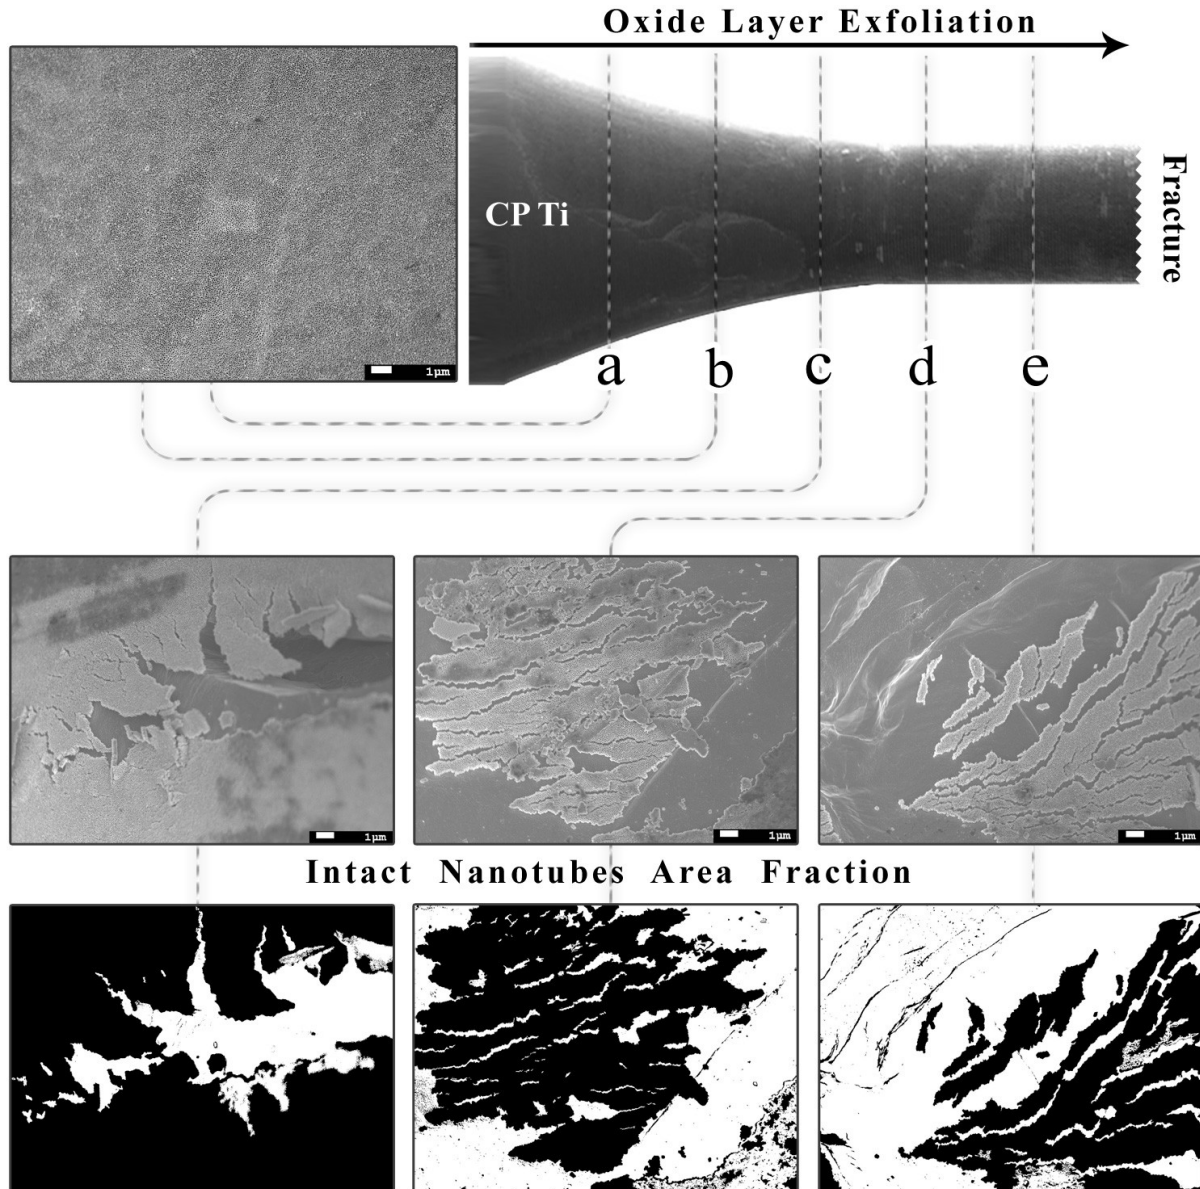 Oxide Layer Exfoliation
CP Ti
Fracture
1μm
a b c d e
1μm
1μm
1μm
Intact Nanotubes Area Fraction